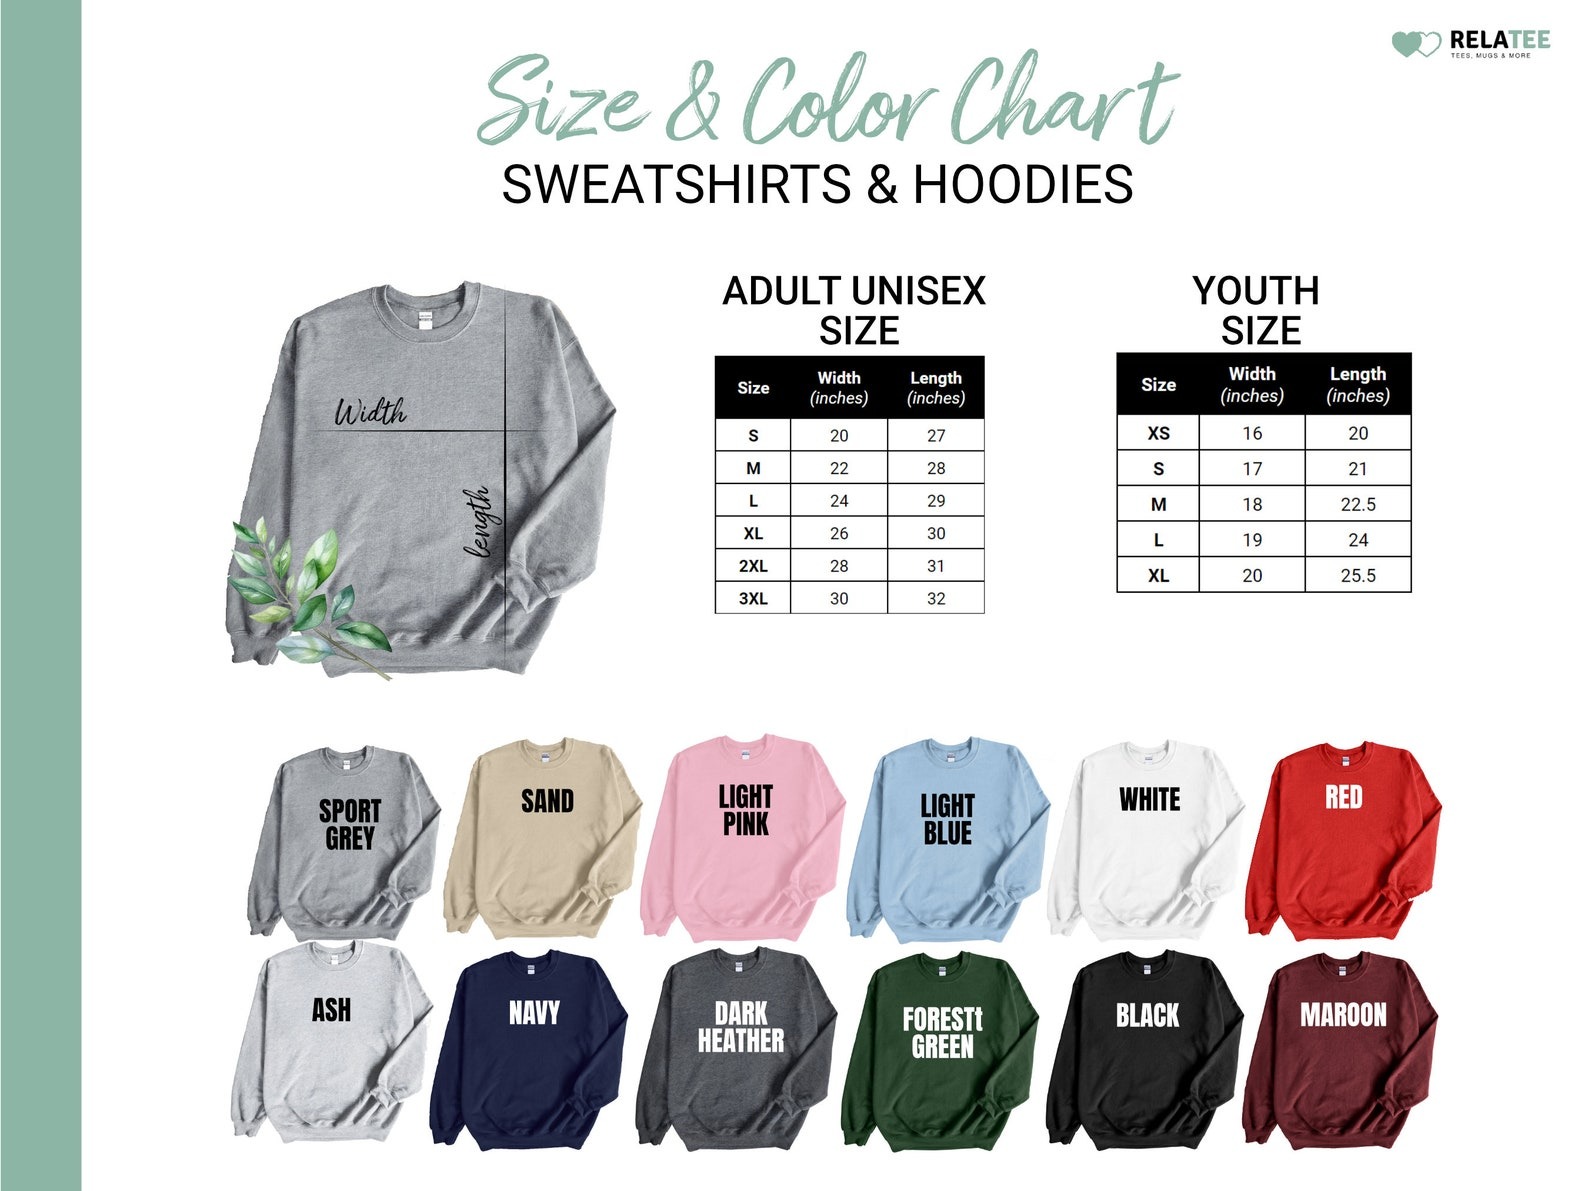 RELATEE
TEES, MUGS & MORE
Size & Color Chart
SWEATSHIRTS & HOODIES
Width
length
ADULT UNISEX
SIZE
Size Width (inches) Length (inches)
S 20 27
M 22 28
L 24 29
XL 26 30
2XL 28 31
3XL 30 32
YOUTH
SIZE
Size Width (inches) Length (inches)
XS 16 20
S 17 21
M 18 22.5
L 19 24
XL 20 25.5
SPORT
GREY
SAND
LIGHT
PINK
LIGHT
BLUE
WHITE
RED
ASH
NAVY
DARK
HEATHER
FORESTt
GREEN
BLACK
MAROON